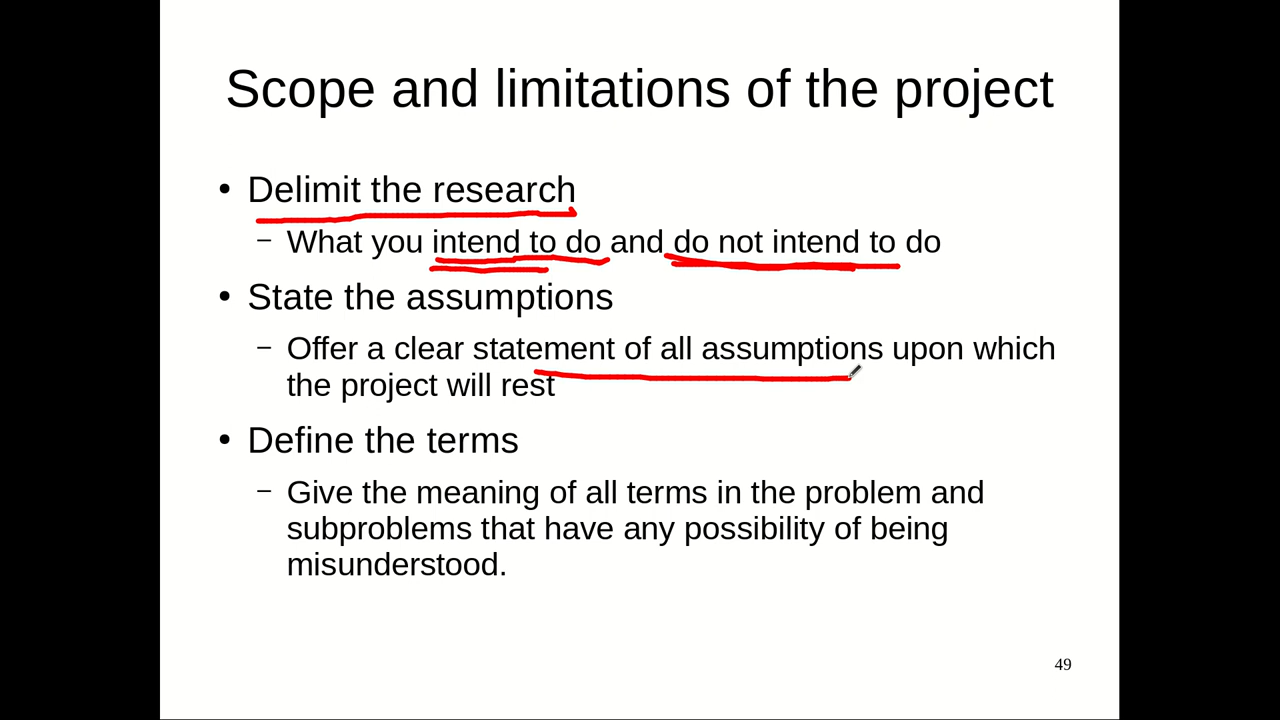 Scope and limitations of the project
• Delimit the research
– What you intend to do and do not intend to do
• State the assumptions
– Offer a clear statement of all assumptions upon which
the project will rest
• Define the terms
– Give the meaning of all terms in the problem and
subproblems that have any possibility of being
misunderstood.
49